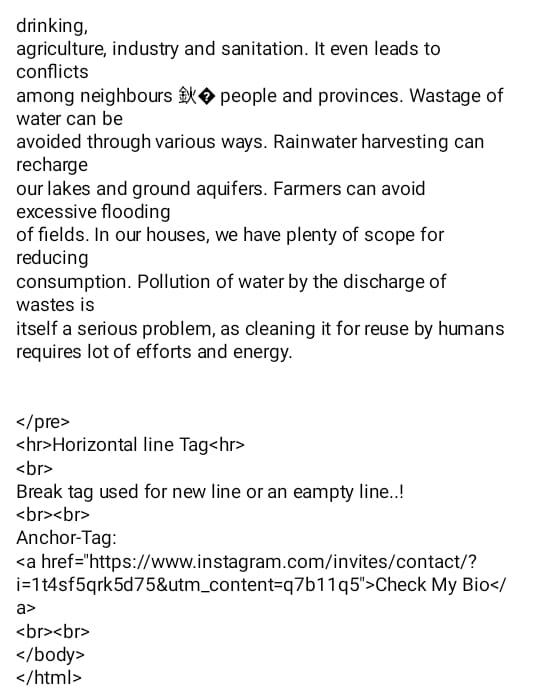 drinking,
agriculture, industry and sanitation. It even leads to
conflicts
among neighbours 鈥� people and provinces. Wastage of
water can be
avoided through various ways. Rainwater harvesting can
recharge
our lakes and ground aquifers. Farmers can avoid
excessive flooding
of fields. In our houses, we have plenty of scope for
reducing
consumption. Pollution of water by the discharge of
wastes is
itself a serious problem, as cleaning it for reuse by humans
requires lot of efforts and energy.
</pre>
<hr>Horizontal line Tag<hr>
<br>
Break tag used for new line or an eampty line..!
<br><br>
Anchor-Tag:
<a href="https://www.instagram.com/invites/contact/?
i=1t4sf5qrk5d75&utm_content=q7b11q5">Check My Bio</
a>
<br><br>
</body>
</html>